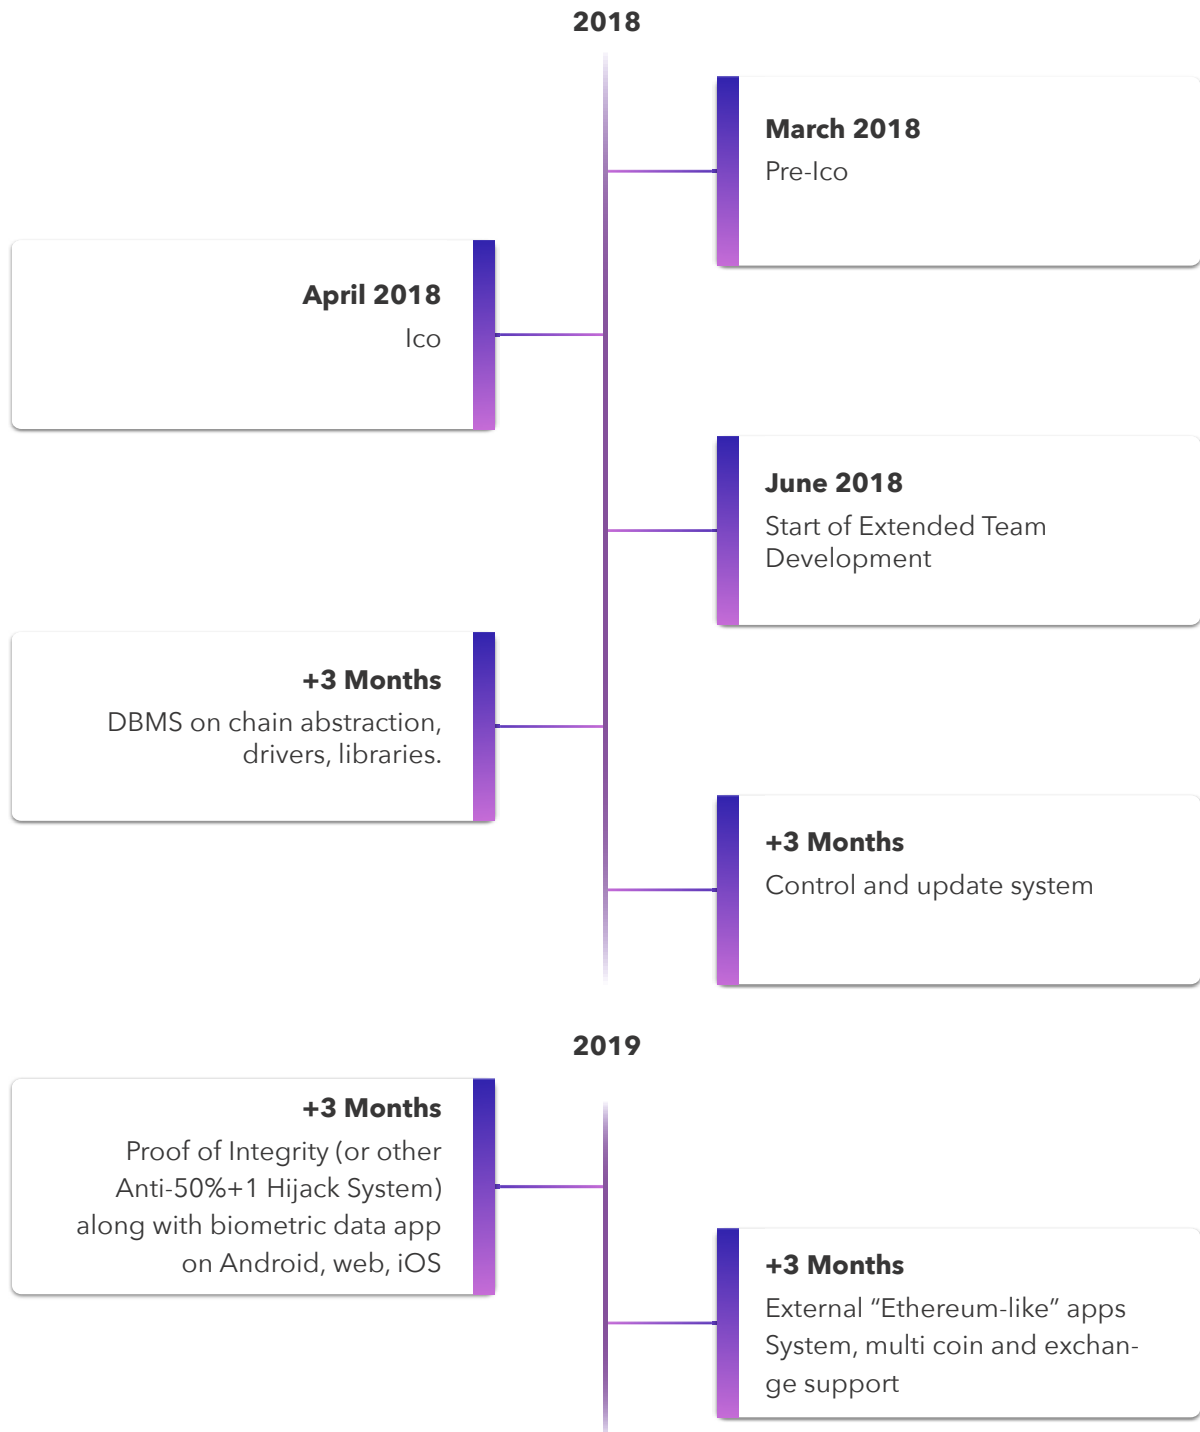 2018
March 2018
Pre-Ico
April 2018
Ico
June 2018
Start of Extended Team
Development
+3 Months
DBMS on chain abstraction,
drivers, libraries.
+3 Months
Control and update system
2019
+3 Months
Proof of Integrity (or other
Anti-50%+1 Hijack System)
along with biometric data app
on Android, web, iOS
+3 Months
External “Ethereum-like” apps
System, multi coin and exchan-
ge support